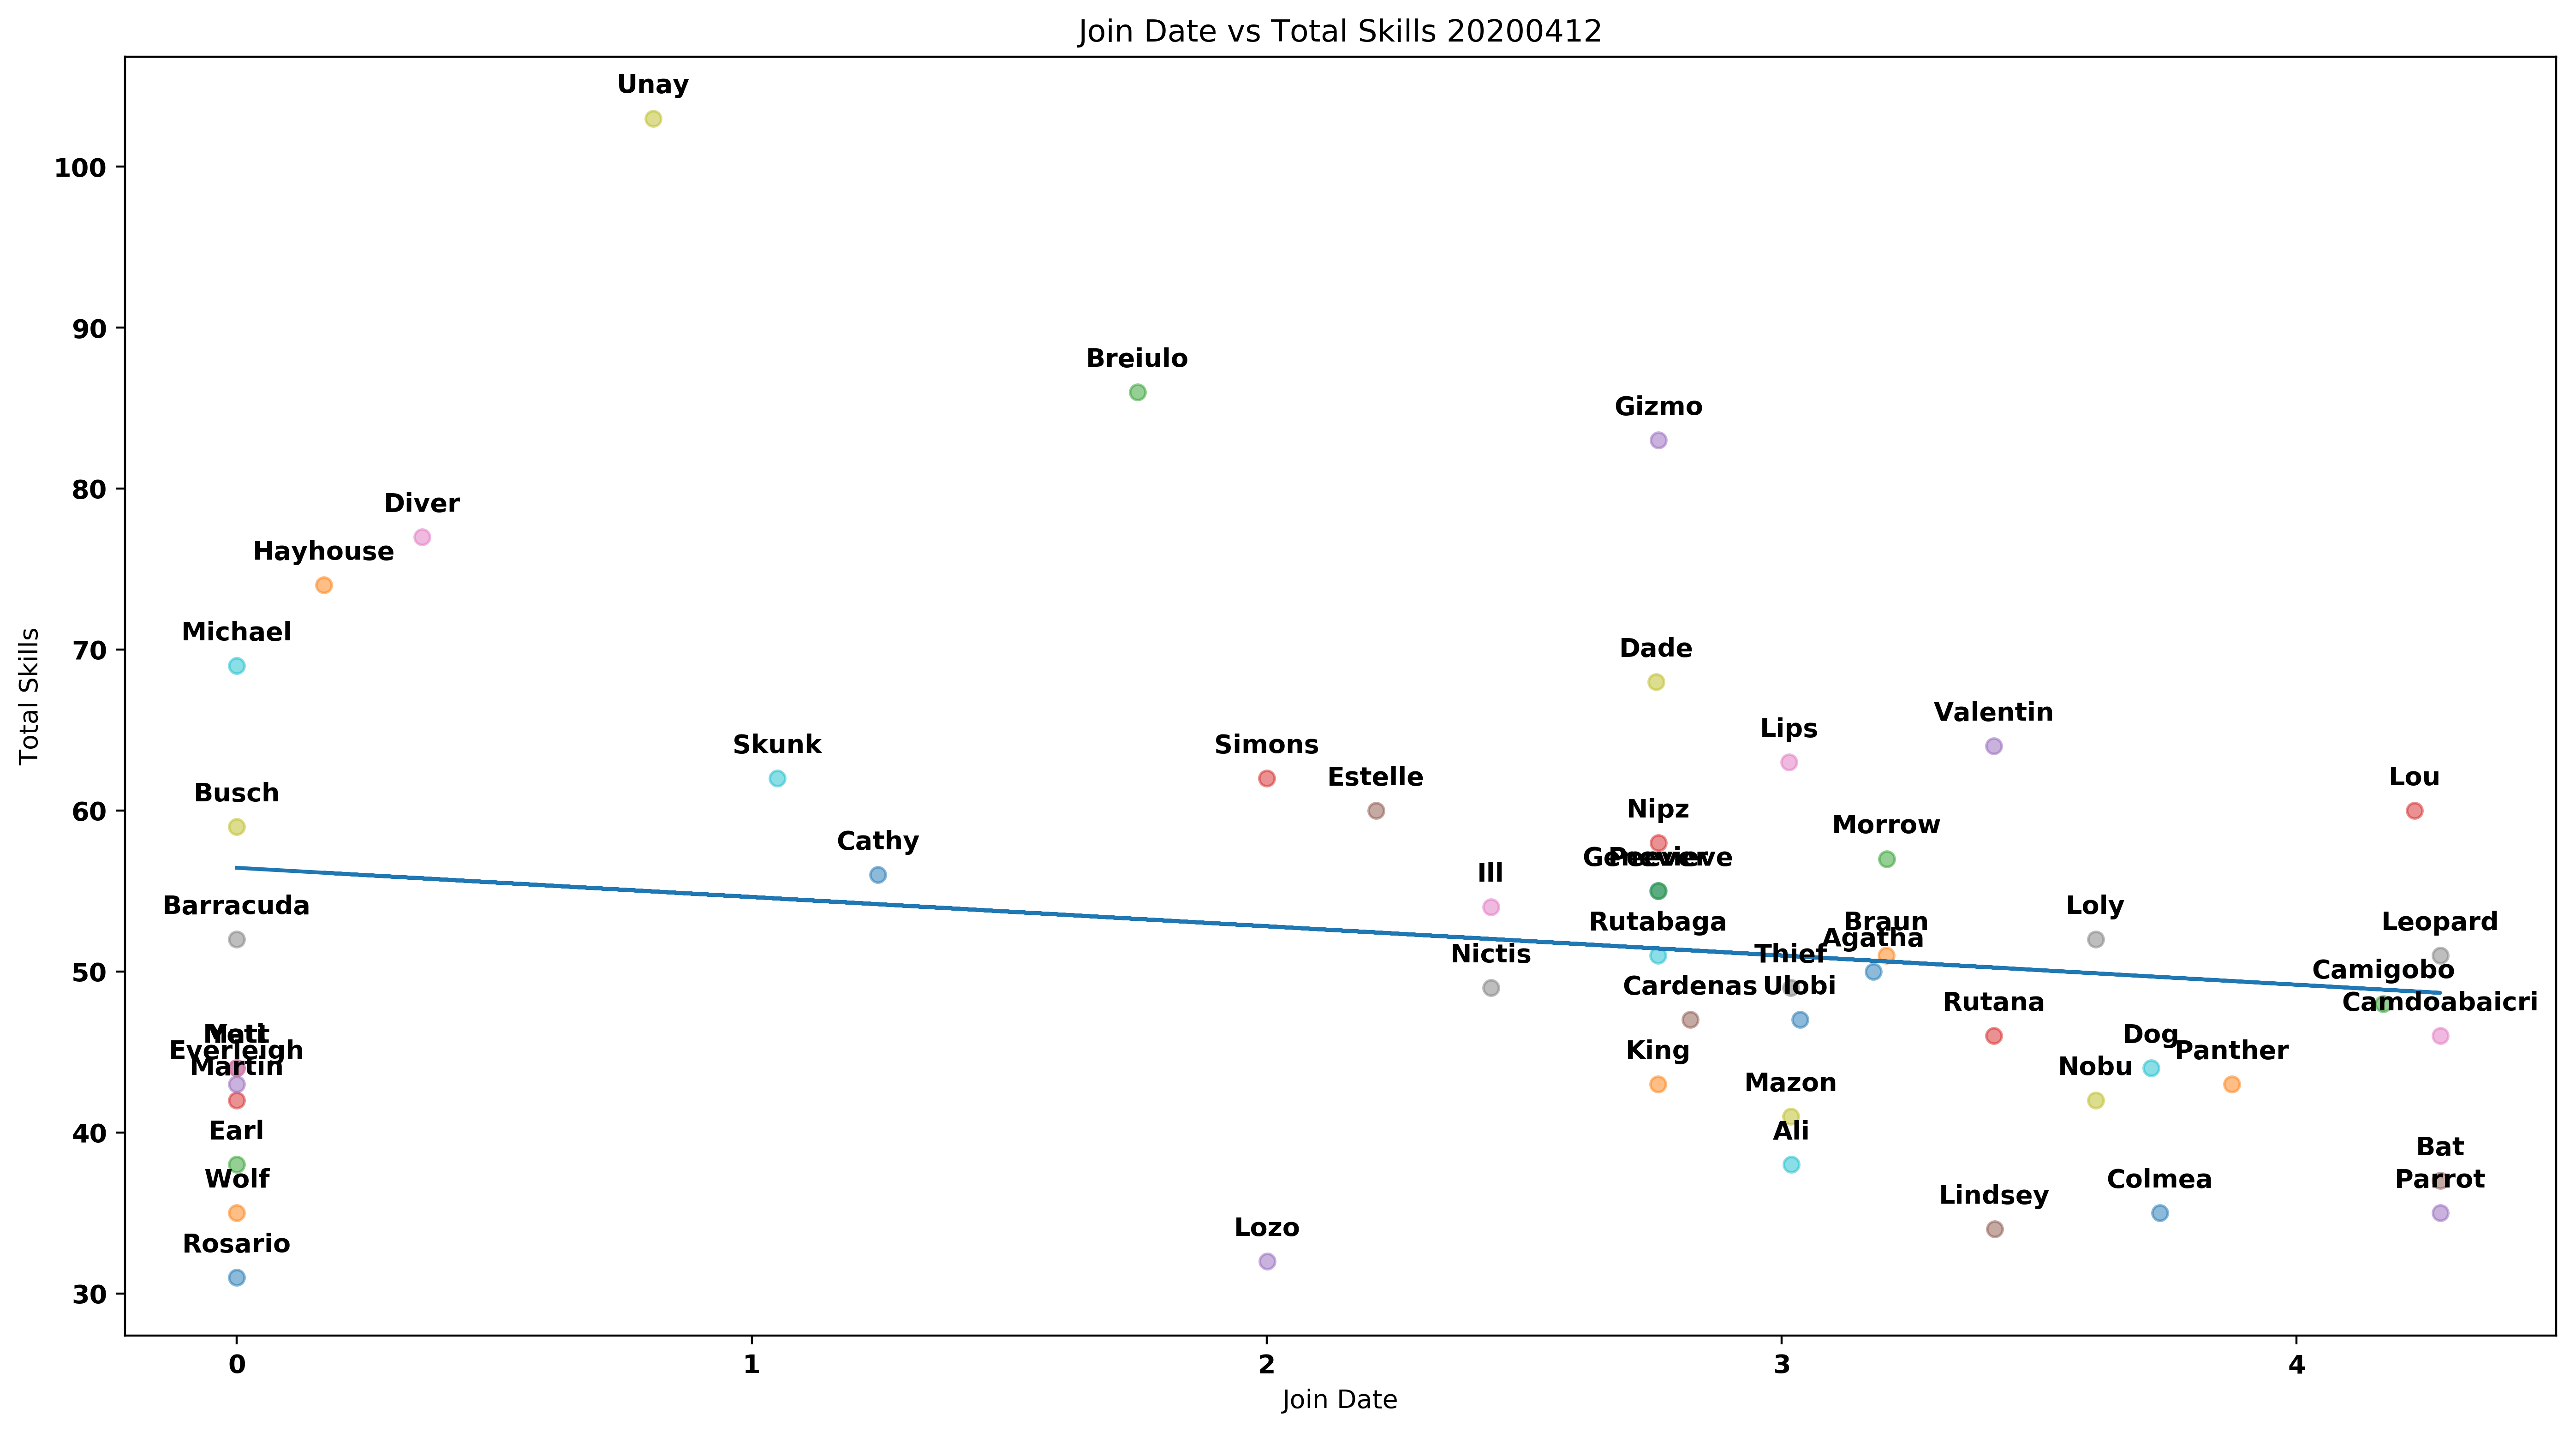 Join Date vs Total Skills 20200412
Unay
100
90
Breiulo
Gizmo
80
Diver
Hayhouse
Michael
70
Dade
Valentin
Lips
Total Skills
Skunk
Simons
Estelle
Lou
Busch
60
Nipz
Morrow
Cathy
Genevieve
Ill
Barracuda
Loly
Rutabaga
Braun
Leopard
Agatha
50
Nictis
Thief
Camigobo
Cardenas
Ulobi
Rutana
Camdoabaicri
Matt
Everleigh
Martin
King
Dog
Panther
Nobu
Mazon
40
Earl
Ali
Bat
Wolf
Colmea
Parrot
Lindsey
Rosario
Lozo
30
0 1 2 3 4
Join Date